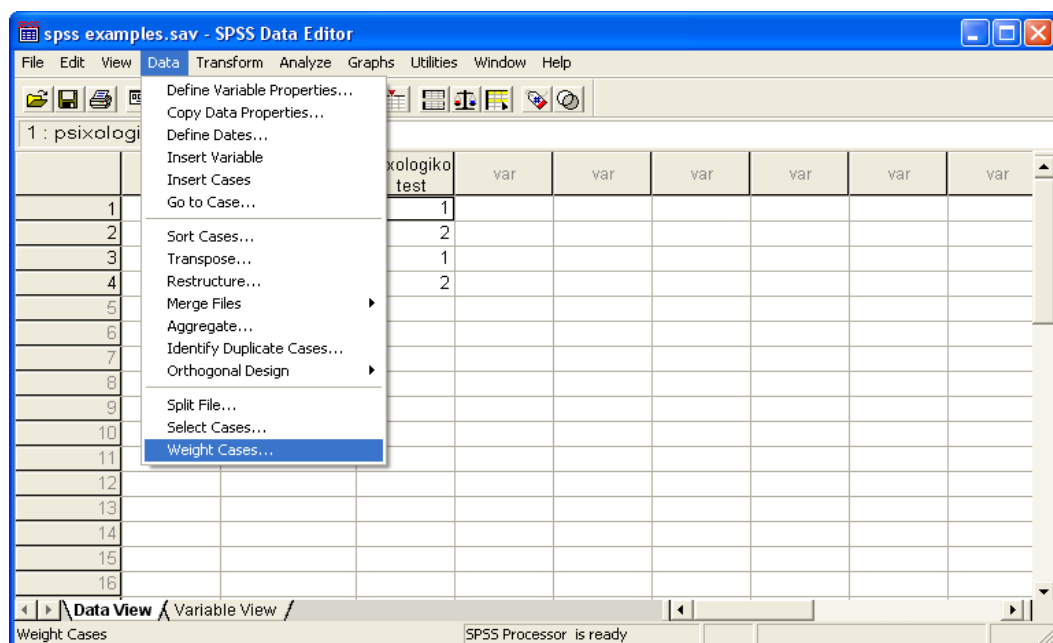 spss examples.sav - SPSS Data Editor
File Edit View Data Transform Analyze Graphs Utilities Window Help
1 : psixologi
Define Variable Properties...
Copy Data Properties...
Define Dates...
Insert Variable
Insert Cases
Go to Case...
Sort Cases...
Transpose...
Restructure...
Merge Files
Aggregate...
Identify Duplicate Cases...
Orthogonal Design
Split File...
Select Cases...
Weight Cases...
xologiko
test var var var var var var
1 1
2 2
3 1
4 2
5
6
7
8
9
10
11
12
13
14
15
16
Data View Variable View
Weight Cases SPSS Processor is ready